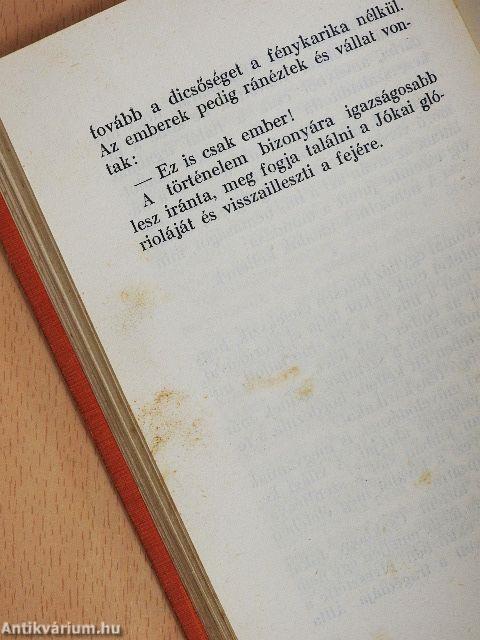 tovább a dicsőséget a fénykarika nélkül.
Az emberek pedig ránéztek és vállat von-
tak:
— Ez is csak ember!
A történelem bizonyára igazságosabb
lesz iránta, meg fogja találni a Jókai gló-
rioláját és visszailleszti a fejére.
Antikvárium.hu